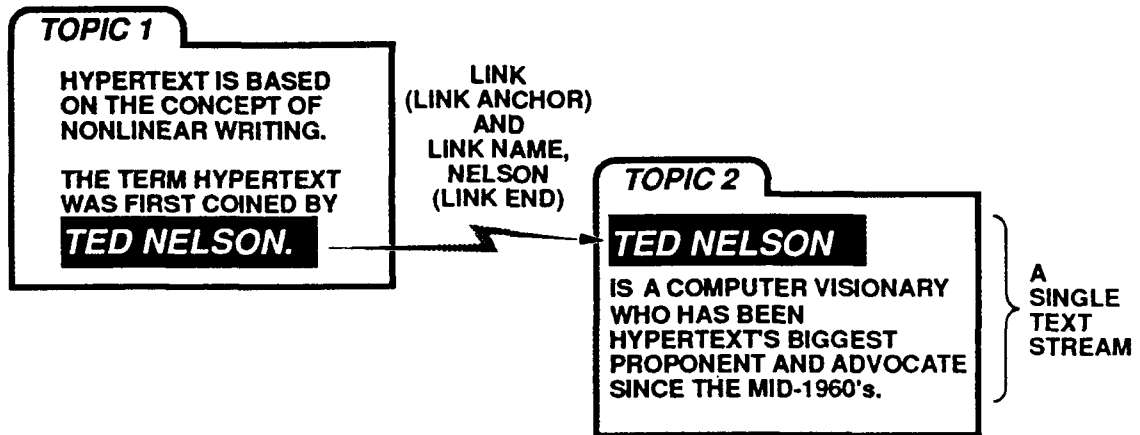 TOPIC 1
HYPERTEXT IS BASED
ON THE CONCEPT OF
NONLINEAR WRITING.
THE TERM HYPERTEXT
WAS FIRST COINED BY
TED NELSON.
LINK
(LINK ANCHOR)
AND
LINK NAME,
NELSON
(LINK END)
TOPIC 2
TED NELSON
IS A COMPUTER VISIONARY
WHO HAS BEEN
HYPERTEXT'S BIGGEST
PROPONENT AND ADVOCATE
SINCE THE MID-1960's.
A
SINGLE
TEXT
STREAM